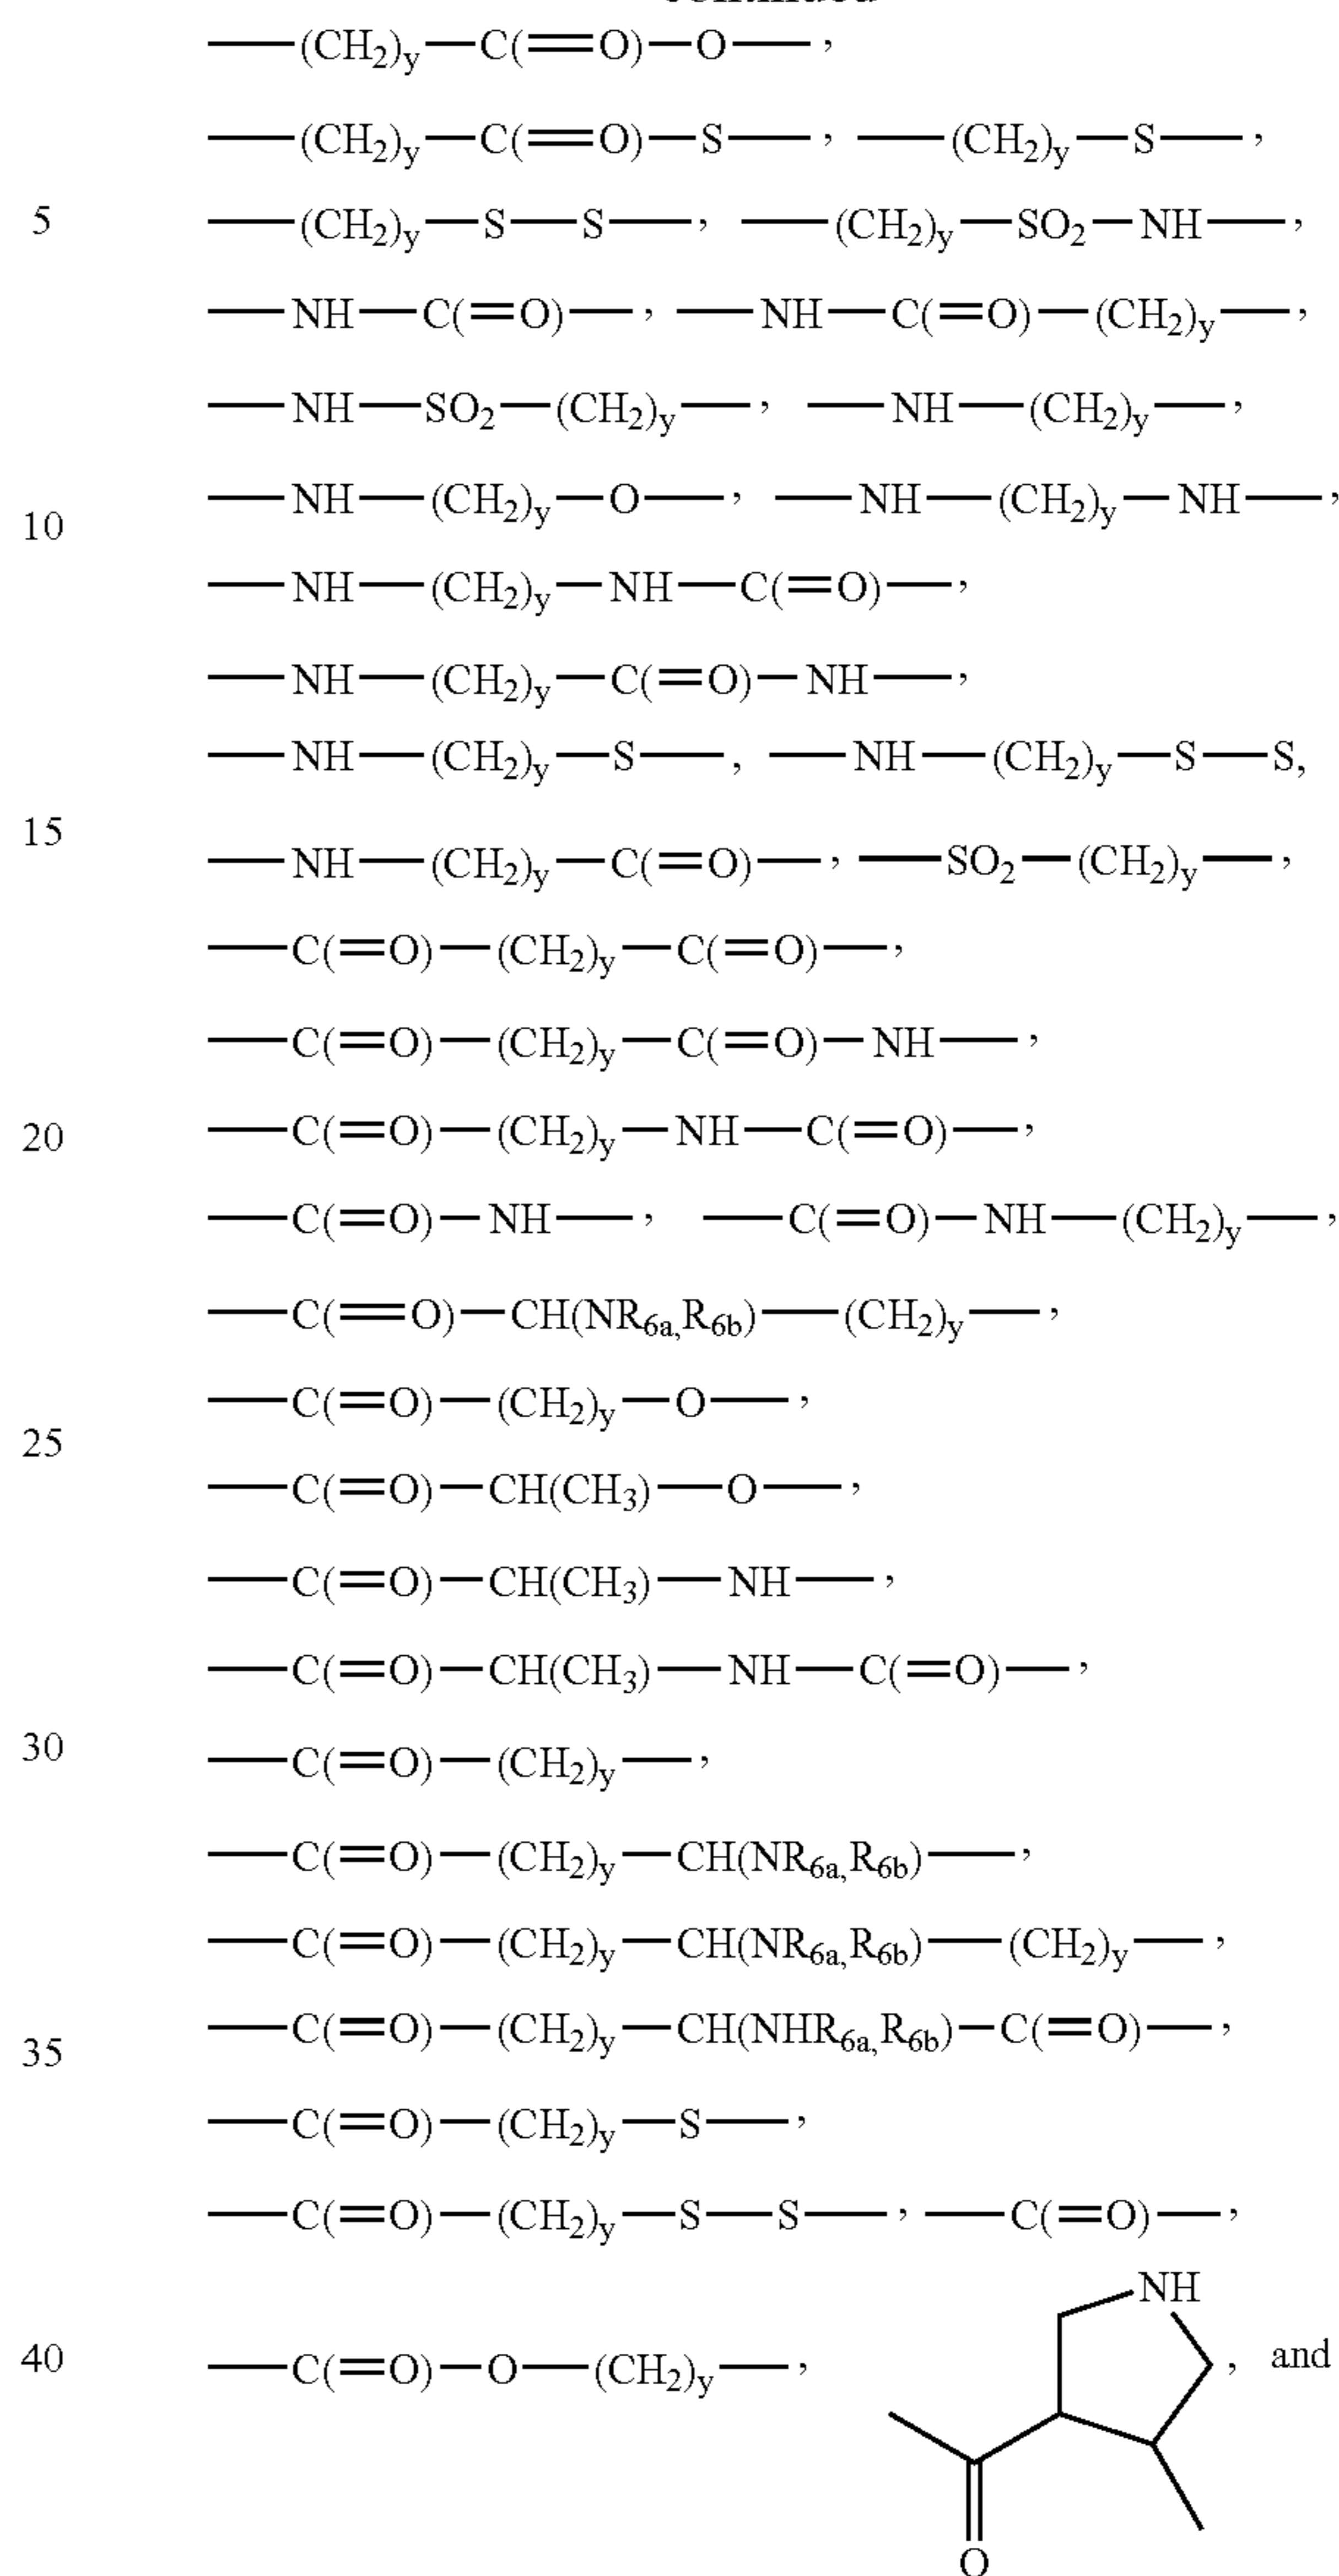 —(CH₂)y—C(═O)—O—,
—(CH₂)y—C(═O)—S—, —(CH₂)y—S—,
5 —(CH₂)y—S—S—, —(CH₂)y—SO₂—NH—,
—NH—C(═O)—, —NH—C(═O)—(CH₂)y—,
—NH—SO₂—(CH₂)y—, —NH—(CH₂)y—,
10 —NH—(CH₂)y—O—, —NH—(CH₂)y—NH—,
—NH—(CH₂)y—NH—C(═O)—,
—NH—(CH₂)y—C(═O)—NH—,
—NH—(CH₂)y—S—, —NH—(CH₂)y—S—S,
15 —NH—(CH₂)y—C(═O)—, —SO₂—(CH₂)y—,
—C(═O)—(CH₂)y—C(═O)—,
—C(═O)—(CH₂)y—C(═O)—NH—,
20 —C(═O)—(CH₂)y—NH—C(═O)—,
—C(═O)—NH—, —C(═O)—NH—(CH₂)y—,
—C(═O)—CH(NR6a,R6b)—(CH₂)y—,
25 —C(═O)—(CH₂)y—O—,
—C(═O)—CH(CH₃)—O—,
—C(═O)—CH(CH₃)—NH—,
—C(═O)—CH(CH₃)—NH—C(═O)—,
30 —C(═O)—(CH₂)y—,
—C(═O)—(CH₂)y—CH(NR6a,R6b)—,
—C(═O)—(CH₂)y—CH(NR6a,R6b)—(CH₂)y—,
35 —C(═O)—(CH₂)y—CH(NHR6a,R6b)—C(═O)—,
—C(═O)—(CH₂)y—S—,
—C(═O)—(CH₂)y—S—S—, —C(═O)—,
NH
40 —C(═O)—O—(CH₂)y—, , and
O